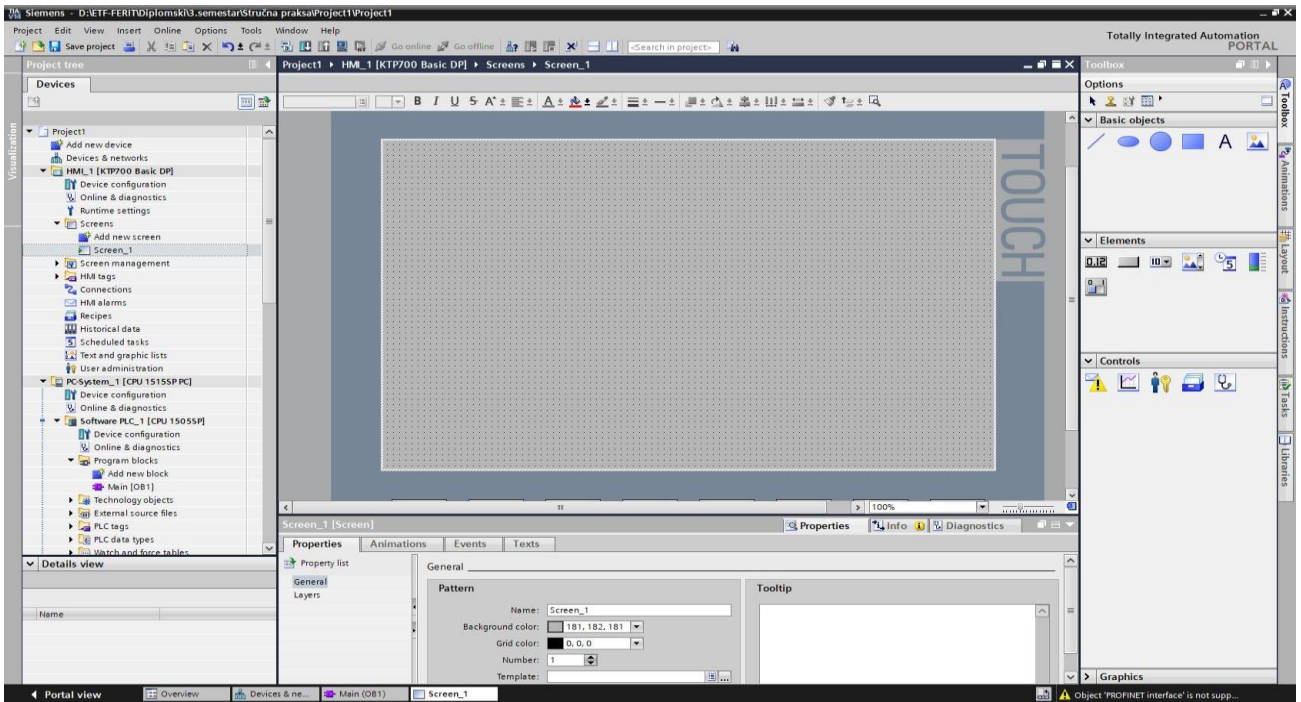 Siemens - D:\ETF-FERIT\Diplomski\3.semestar\Stručna praksa\Project1\Project1
Project Edit View Insert Online Options Tools Window Help
Totally Integrated Automation
PORTAL
Save project
Go online
Go offline
<Search in project>
Project tree
Project1 ▸ HMI_1 [KTP700 Basic DP] ▸ Screens ▸ Screen_1
Toolbox
Devices
Options
B I U S A A
Visualization
Project1
Add new device
Devices & networks
HMI_1 [KTP700 Basic DP]
Device configuration
Online & diagnostics
Runtime settings
Screens
Add new screen
Screen_1
Screen management
HMI tags
Connections
HMI alarms
Recipes
Historical data
Scheduled tasks
Text and graphic lists
User administration
PC-System_1 [CPU 1515SP PC]
Device configuration
Online & diagnostics
Software PLC_1 [CPU 1505SP]
Device configuration
Online & diagnostics
Program blocks
Add new block
Main [OB1]
Technology objects
External source files
PLC tags
PLC data types
Watch and force tables
Details view
Name
TOUCH
100%
Screen_1 [Screen]
Properties
Info
Diagnostics
Properties Animations Events Texts
Property list
General
Layers
General
Pattern
Name: Screen_1
Background color: 181, 182, 181
Grid color: 0, 0, 0
Number: 1
Template:
Tooltip
Basic objects
A
Elements
0.12
10
5
0 1
Controls
Graphics
Toolbox
Animations
Layout
Instructions
Tasks
Libraries
Portal view
Overview
Devices & ne...
Main (OB1)
Screen_1
Object 'PROFINET interface' is not supp...